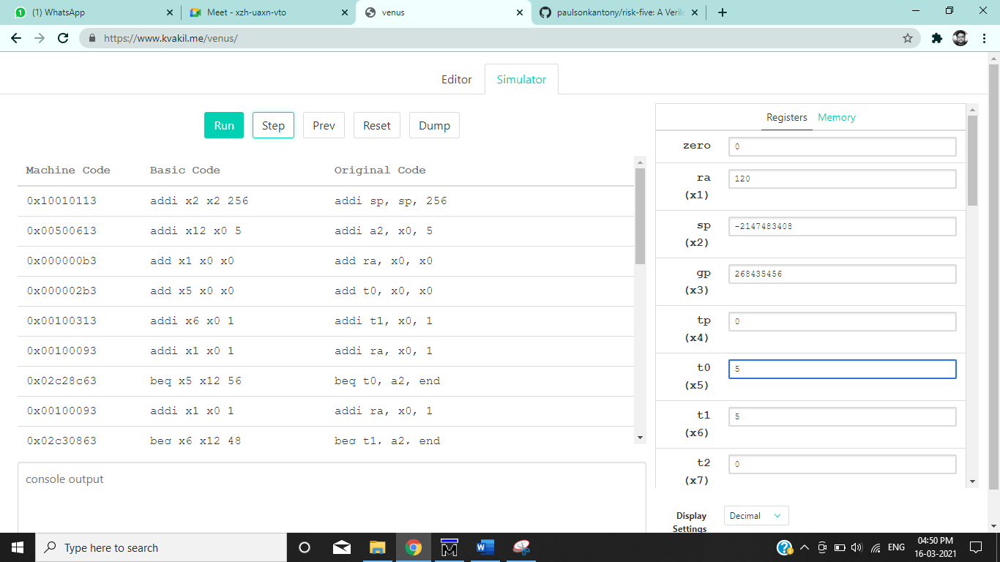 (1) WhatsApp
Meet - xzh-uaxn-vto
venus
paulsonkantony/risk-five: A Veril
https://www.kvakil.me/venus/
Editor
Simulator
Run
Step
Prev
Reset
Dump
Machine Code Basic Code Original Code
0x10010113 addi x2 x2 256 addi sp, sp, 256
0x00500613 addi x12 x0 5 addi a2, x0, 5
0x000000b3 add x1 x0 x0 add ra, x0, x0
0x000002b3 add x5 x0 x0 add t0, x0, x0
0x00100313 addi x6 x0 1 addi t1, x0, 1
0x00100093 addi x1 x0 1 addi ra, x0, 1
0x02c28c63 beq x5 x12 56 beq t0, a2, end
0x00100093 addi x1 x0 1 addi ra, x0, 1
0x02c30863 beq x6 x12 48 beq t1, a2, end
console output
Registers Memory
zero 0
ra 120
(x1)
sp -2147483408
(x2)
gp 268435456
(x3)
tp 0
(x4)
t0 5
(x5)
t1 5
(x6)
t2 0
(x7)
Display Decimal
Settings
Type here to search
ENG
04:50 PM
16-03-2021